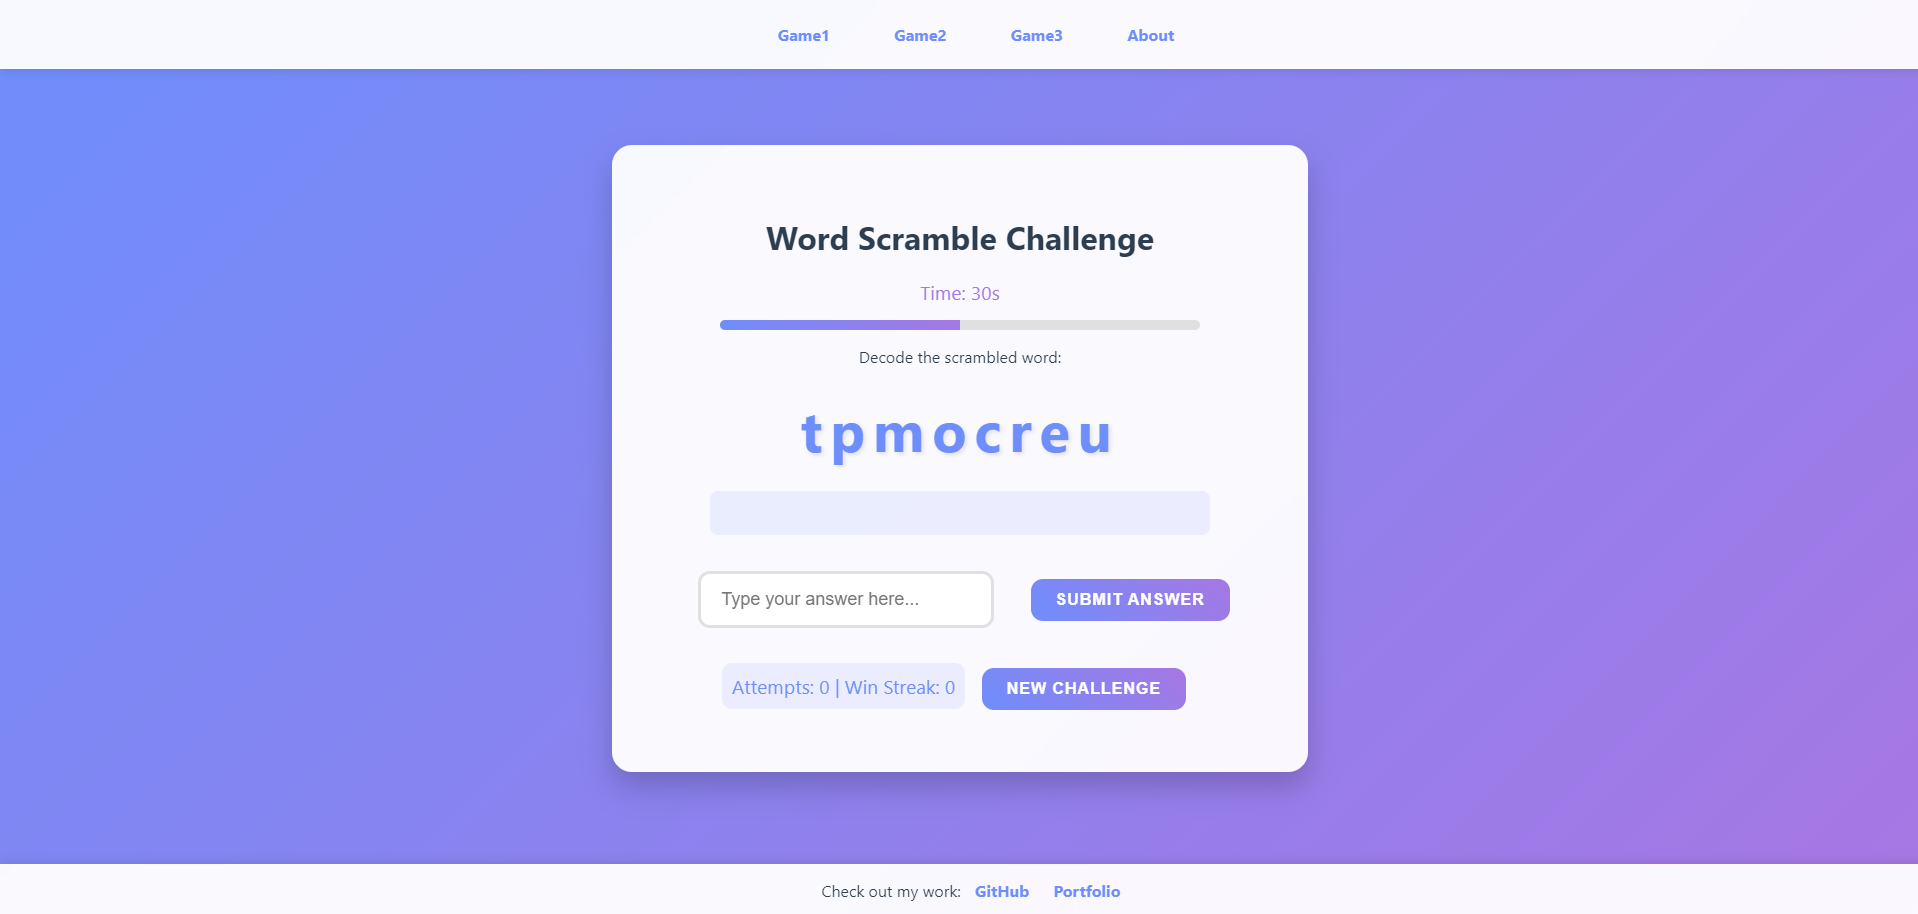 Game1 Game2 Game3 About
Word Scramble Challenge
Time: 30s
Decode the scrambled word:
tpmocreu
Type your answer here...
SUBMIT ANSWER
Attempts: 0 | Win Streak: 0
NEW CHALLENGE
Check out my work: GitHub Portfolio